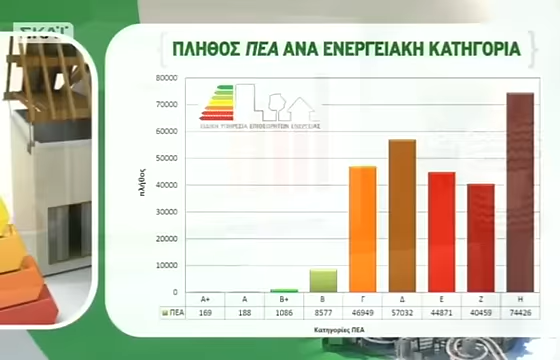 ΣΚΑΪ
ΠΛΗΘΟΣ ΠΕΑ ΑΝΑ ΕΝΕΡΓΕΙΑΚΗ ΚΑΤΗΓΟΡΙΑ
80000
70000
60000
50000
40000
30000
20000
10000
0
πλήθος
ΕΙΔΙΚΗ ΥΠΗΡΕΣΙΑ ΕΠΙΘΕΩΡΗΤΩΝ ΕΝΕΡΓΕΙΑΣ
Α+ Α Β+ Β Γ Δ Ε Ζ Η
ΠΕΑ 169 188 1086 8577 46949 57032 44871 40459 74426
Κατηγορίες ΠΕΑ